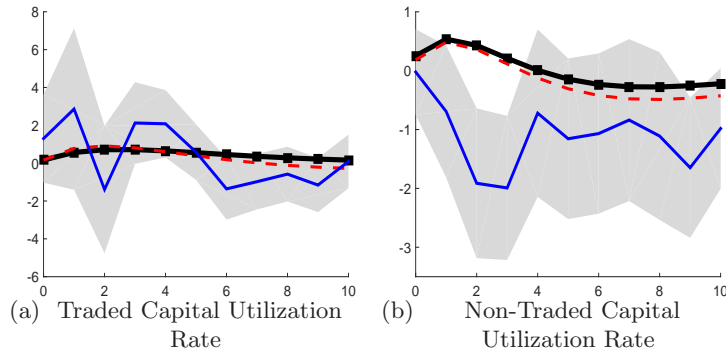 8
6
4
2
0
-2
-4
-6
0 2 4 6 8 10
(a) Traded Capital Utilization
Rate
1
0
-1
-2
-3
0 2 4 6 8 10
(b) Non-Traded Capital
Utilization Rate